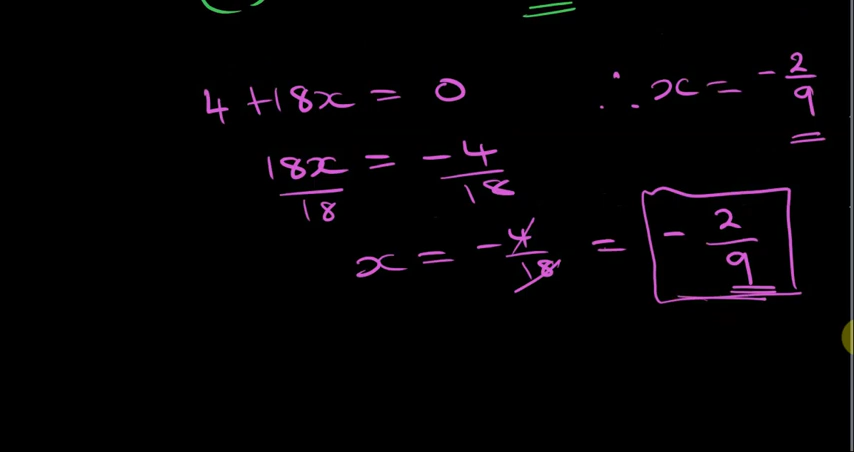 4 + 18x = 0
∴ x = -2/9
18x/18 = -4/18
x = -4/18 = -2/9